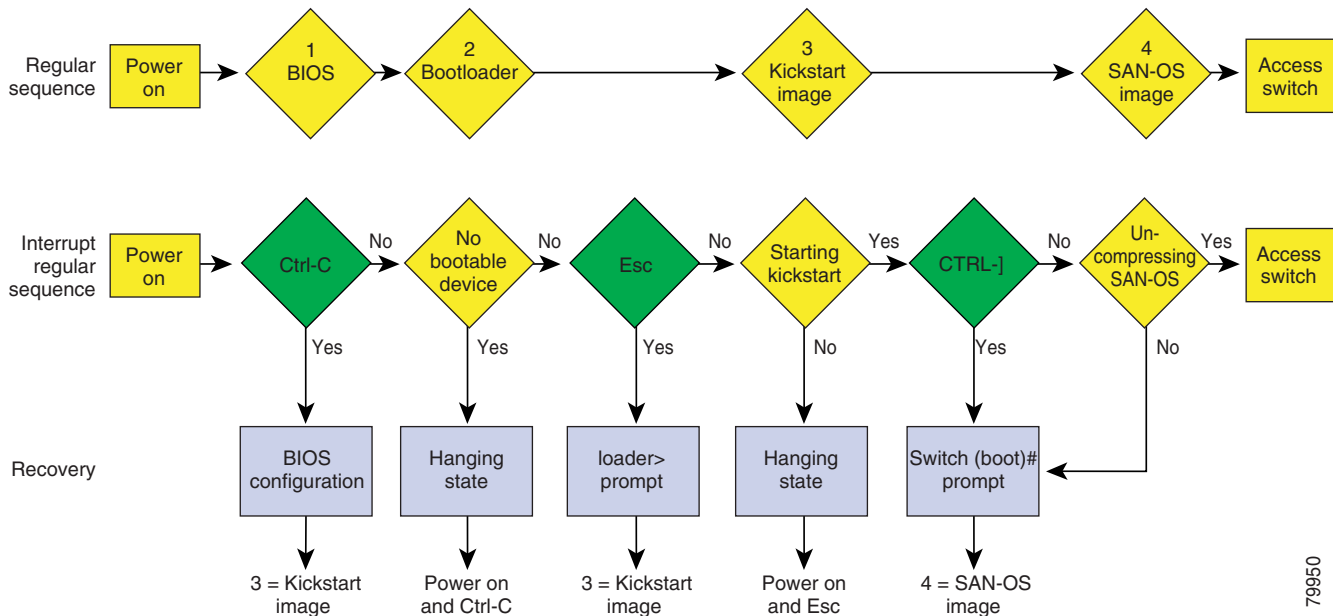 Regular
sequence
Power
on
1
BIOS
2
Bootloader
3
Kickstart
image
4
SAN-OS
image
Access
switch
Interrupt
regular
sequence
Power
on
Ctrl-C
No
No
bootable
device
No
Esc
No
Starting
kickstart
Yes
CTRL-]
No
Un-
compressing
SAN-OS
Yes
Access
switch
Yes
Yes
Yes
No
Yes
No
Recovery
BIOS
configuration
Hanging
state
loader>
prompt
Hanging
state
Switch (boot)#
prompt
3 = Kickstart
image
Power on
and Ctrl-C
3 = Kickstart
image
Power on
and Esc
4 = SAN-OS
image
79950